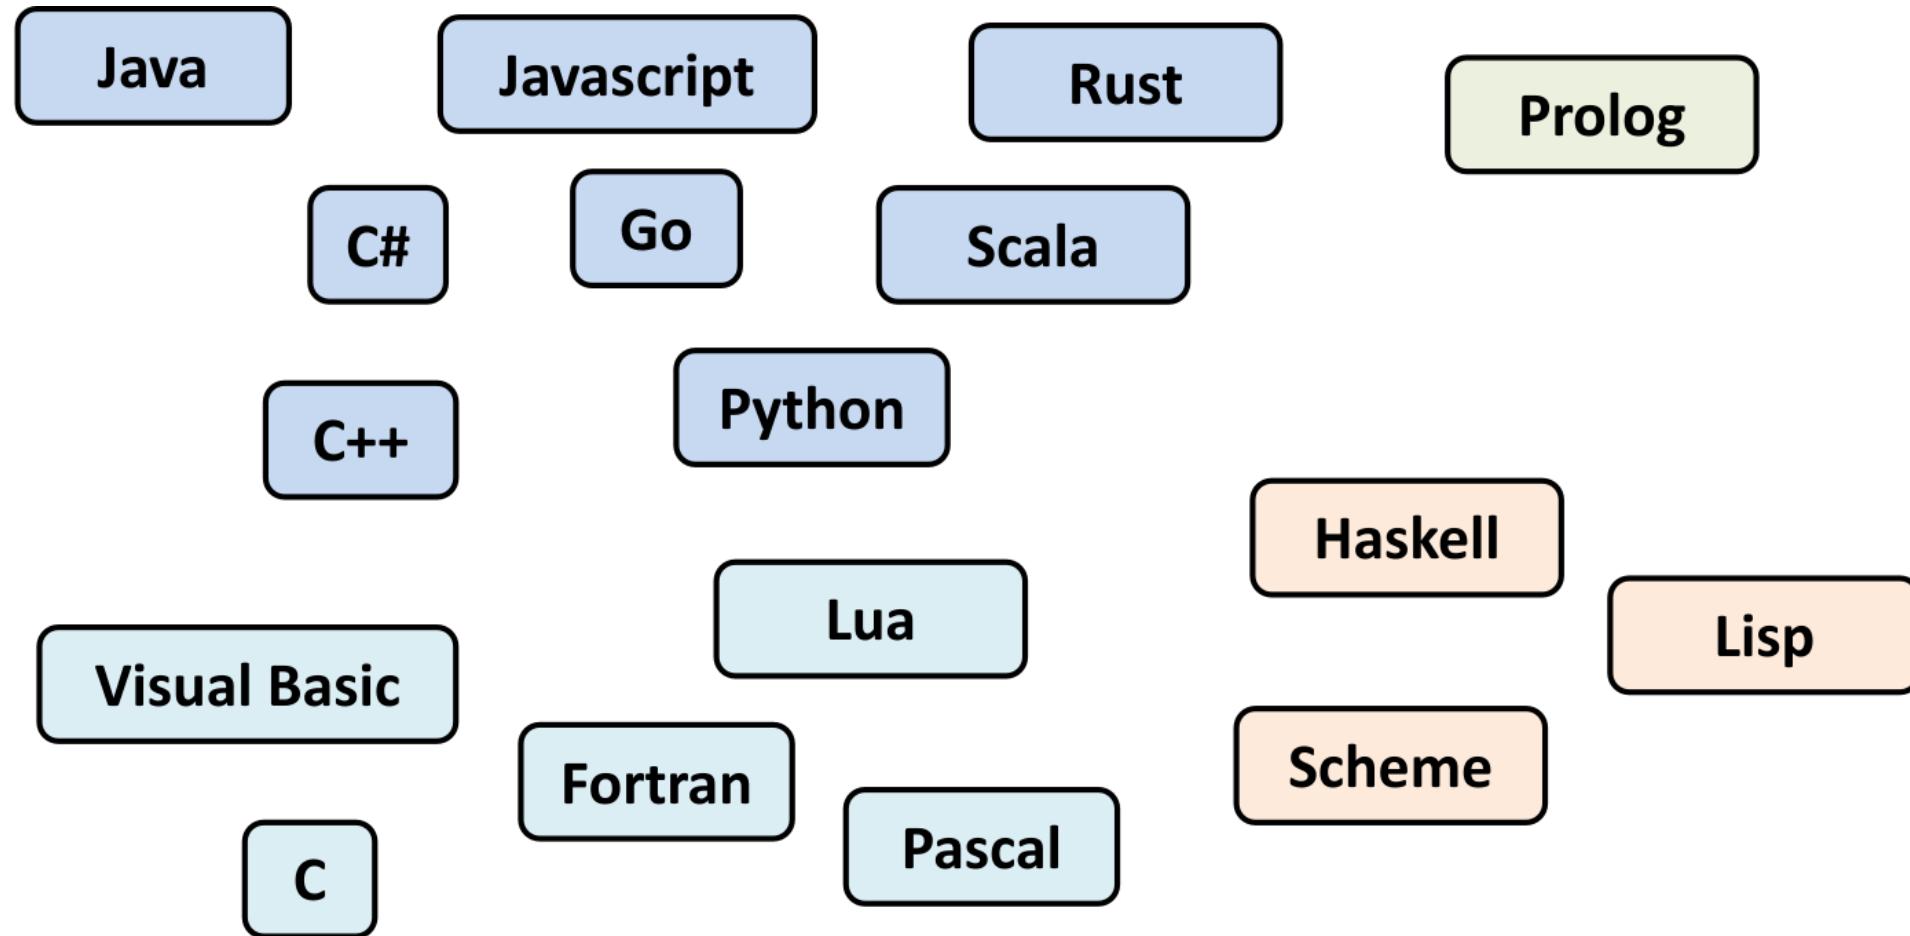 Java
Javascript
Rust
Prolog
C#
Go
Scala
Python
C++
Haskell
Lua
Lisp
Visual Basic
Fortran
Scheme
Pascal
C